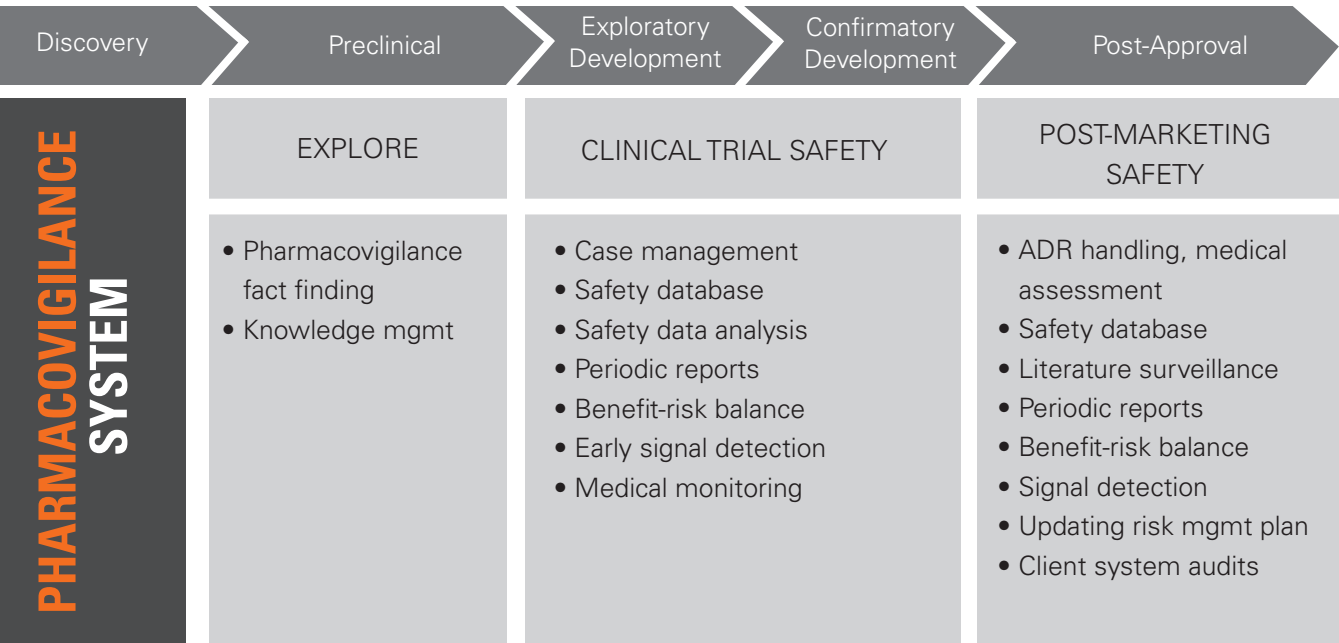 Discovery
Preclinical
Exploratory
Development
Confirmatory
Development
Post-Approval
PHARMACOVIGILANCE
SYSTEM
EXPLORE
• Pharmacovigilance
fact finding
• Knowledge mgmt
CLINICAL TRIAL SAFETY
• Case management
• Safety database
• Safety data analysis
• Periodic reports
• Benefit-risk balance
• Early signal detection
• Medical monitoring
POST-MARKETING
SAFETY
• ADR handling, medical
assessment
• Safety database
• Literature surveillance
• Periodic reports
• Benefit-risk balance
• Signal detection
• Updating risk mgmt plan
• Client system audits